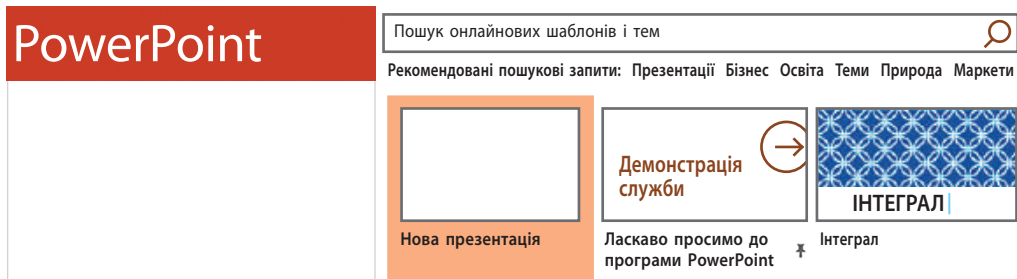 PowerPoint
Пошук онлайнових шаблонів і тем
Рекомендовані пошукові запити: Презентації Бізнес Освіта Теми Природа Маркети
Демонстрація
служби
ІНТЕГРАЛ
Нова презентація
Ласкаво просимо до
програми PowerPoint
Інтеграл